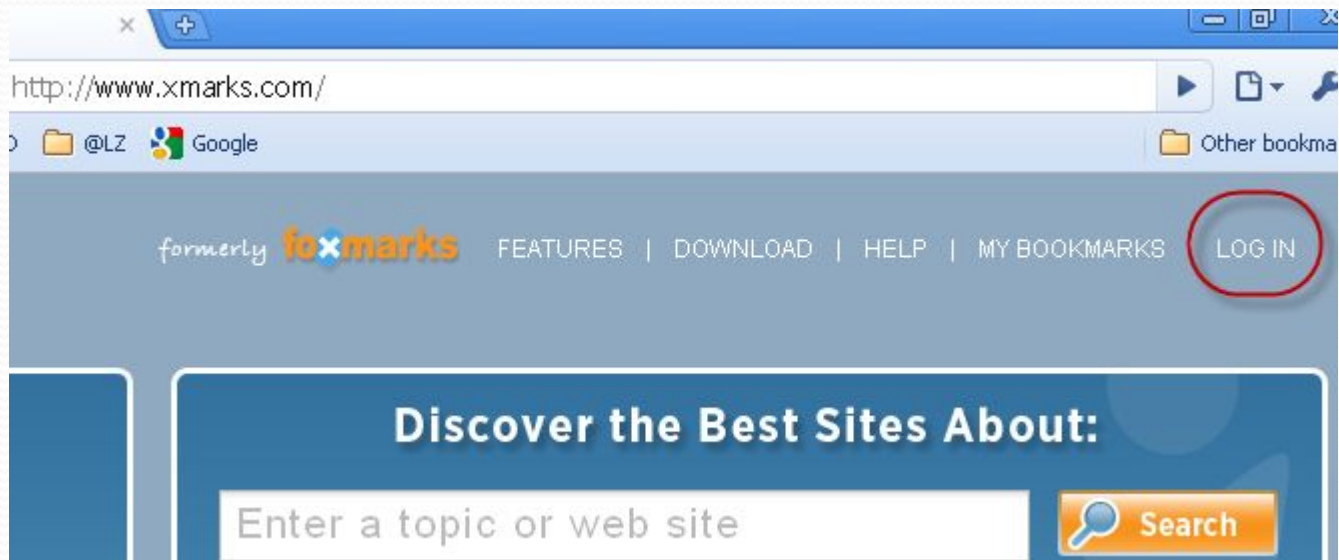 http://www.xmarks.com/
@LZ Google Other bookma
formerly foxmarks FEATURES | DOWNLOAD | HELP | MY BOOKMARKS LOG IN
Discover the Best Sites About:
Enter a topic or web site Search